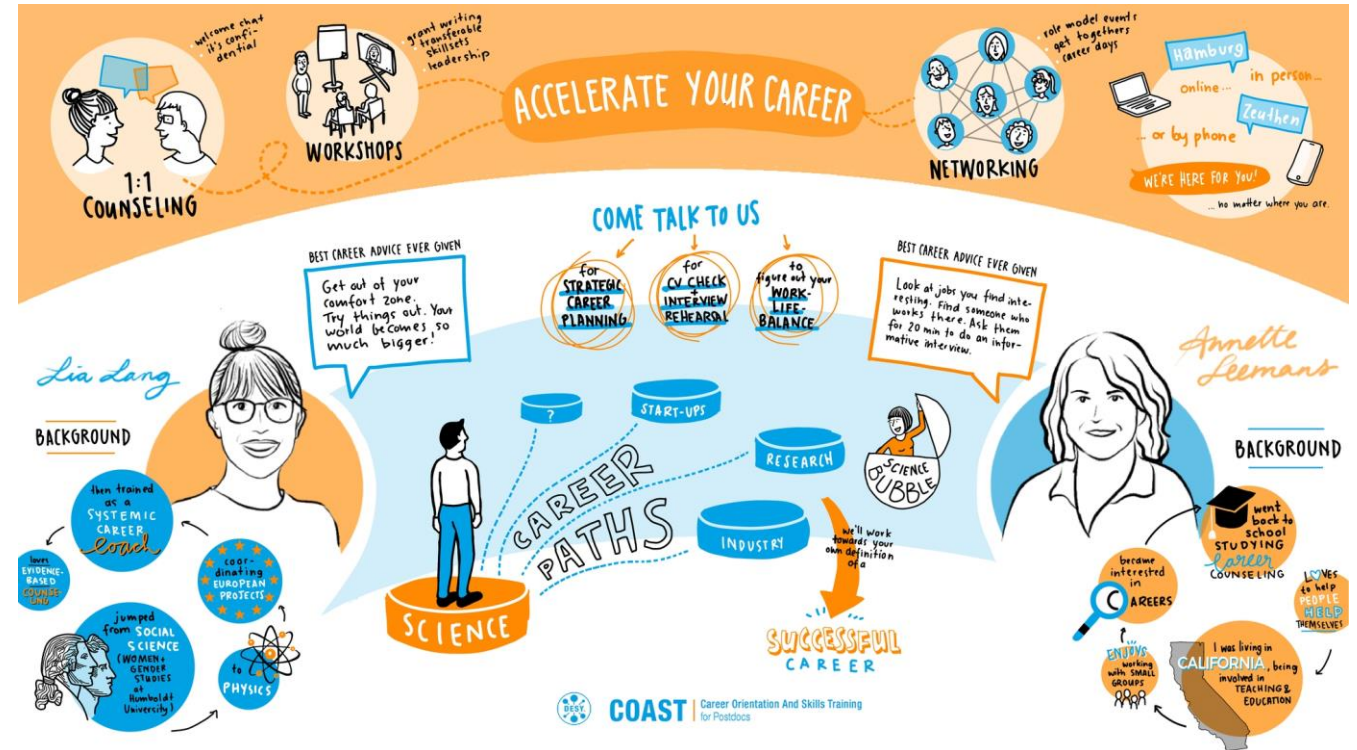 welcome chat
it's confi-
dential
1:1
COUNSELING
grant writing
transferable
skillsets
leadership
WORKSHOPS
ACCELERATE YOUR CAREER
role model events
get togethers
career days
NETWORKING
Hamburg
in person...
online...
Zeuthen
... or by phone
WE'RE HERE FOR YOU!
... no matter where you are.
COME TALK TO US
for
STRATEGIC
CAREER
PLANNING
for
CV CHECK
+
INTERVIEW
REHEARSAL
to
figure out your
WORK-
LIFE-
BALANCE
BEST CAREER ADVICE EVER GIVEN
Get out of your
comfort zone.
Try things out. Your
world becomes so
much bigger!
BEST CAREER ADVICE EVER GIVEN
Look at jobs you find inte-
resting. Find someone who
works there. Ask them
for 20 min to do an infor-
mative interview.
Lia Lang
BACKGROUND
jumped
from SOCIAL
SCIENCE
(WOMEN +
GENDER
STUDIES
at
Humboldt
University)
to
PHYSICS
coor-
dinating
EUROPEAN
PROJECTS
then trained
as a
SYSTEMIC
CAREER
coach
loves
EVIDENCE-
BASED
COUNSE-
LING
?
START-UPS
RESEARCH
INDUSTRY
CAREER
PATHS
SCIENCE
SCIENCE
BUBBLE
we'll work
towards your
own definition
of a
SUCCESSFUL
CAREER
Annette
Leemans
BACKGROUND
went
back to
school
STUDYING
career
COUNSELING
became
interested
in
CAREERS
LOVES
to help
PEOPLE
HELP
THEMSELVES
ENJOYS
working
with SMALL
GROUPS
I was living in
CALIFORNIA, being
involved in
TEACHING &
EDUCATION
DESY.
COAST
Career Orientation And Skills Training
for Postdocs